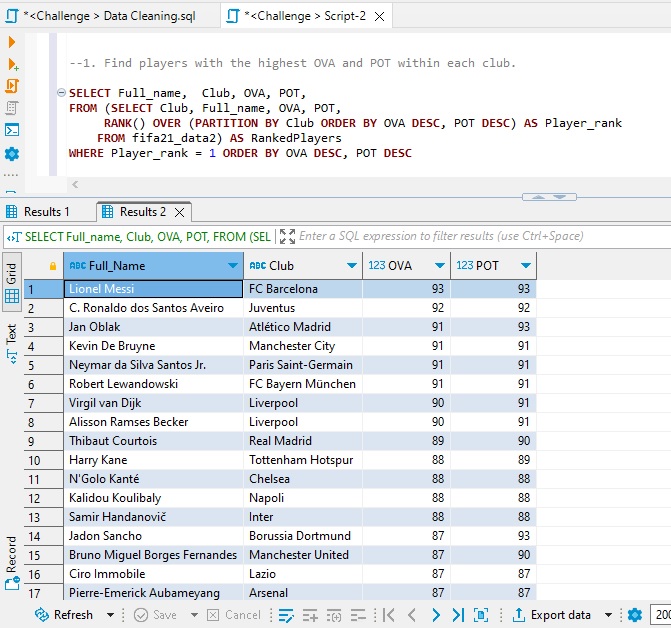 *<Challenge > Data Cleaning.sql
*<Challenge > Script-2
--1. Find players with the highest OVA and POT within each club.
SELECT Full_name,  Club, OVA, POT,
FROM (SELECT Club, Full_name, OVA, POT,
RANK() OVER (PARTITION BY Club ORDER BY OVA DESC, POT DESC) AS Player_rank
FROM fifa21_data2) AS RankedPlayers
WHERE Player_rank = 1 ORDER BY OVA DESC, POT DESC
Results 1
Results 2
SELECT Full_name, Club, OVA, POT, FROM (SEL
Enter a SQL expression to filter results (use Ctrl+Space)
Grid
Text
Record
ABC Full_Name ABC Club 123 OVA 123 POT
1 Lionel Messi FC Barcelona 93 93
2 C. Ronaldo dos Santos Aveiro Juventus 92 92
3 Jan Oblak Atlético Madrid 91 93
4 Kevin De Bruyne Manchester City 91 91
5 Neymar da Silva Santos Jr. Paris Saint-Germain 91 91
6 Robert Lewandowski FC Bayern München 91 91
7 Virgil van Dijk Liverpool 90 91
8 Alisson Ramses Becker Liverpool 90 91
9 Thibaut Courtois Real Madrid 89 90
10 Harry Kane Tottenham Hotspur 88 89
11 N'Golo Kanté Chelsea 88 88
12 Kalidou Koulibaly Napoli 88 88
13 Samir Handanovič Inter 88 88
14 Jadon Sancho Borussia Dortmund 87 93
15 Bruno Miguel Borges Fernandes Manchester United 87 90
16 Ciro Immobile Lazio 87 87
17 Pierre-Emerick Aubameyang Arsenal 87 87
Refresh Save Cancel Export data 200